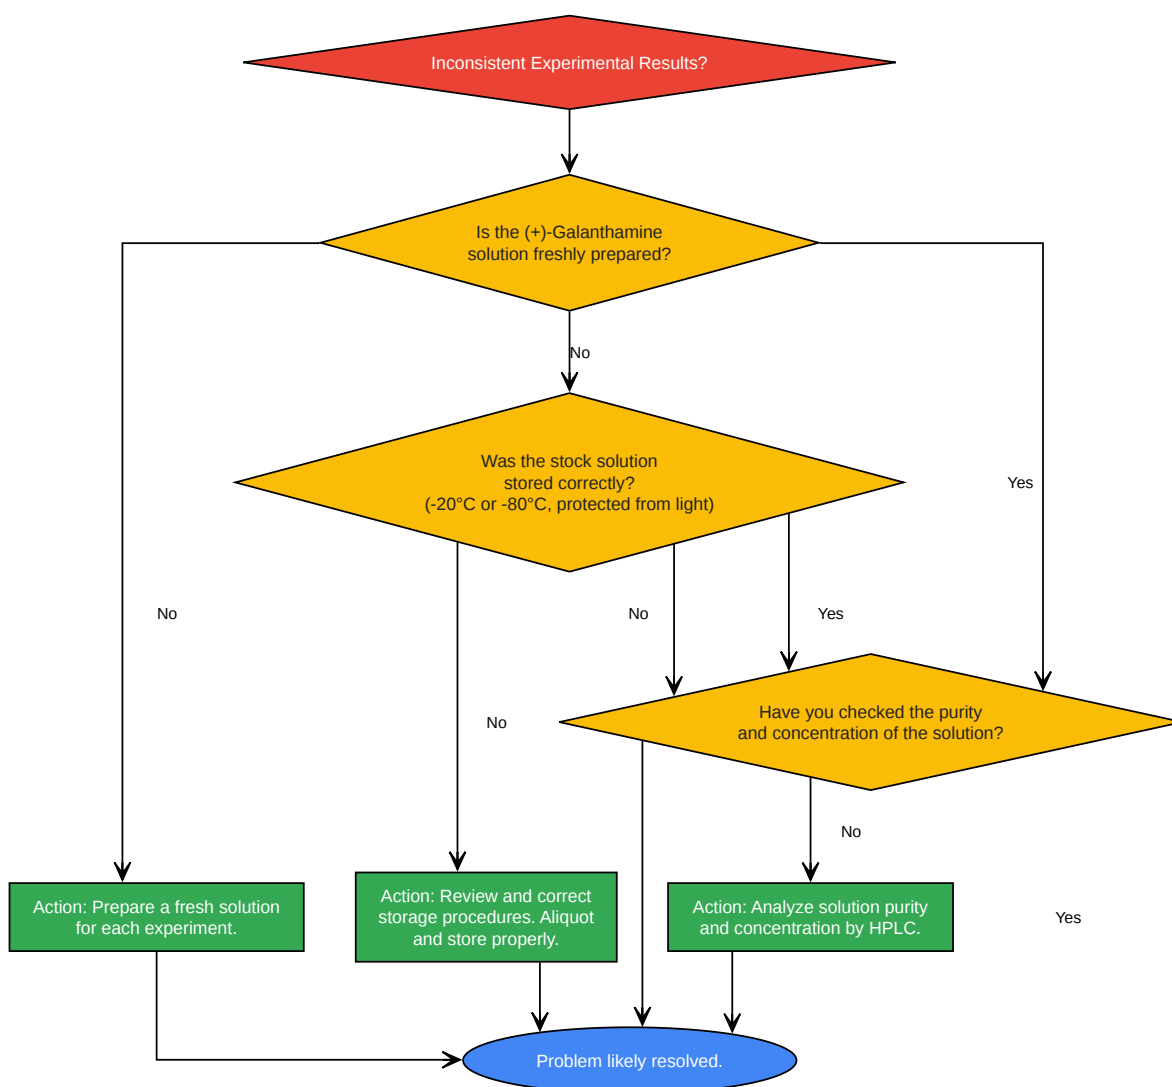 Inconsistent Experimental Results?
Is the (+)-Galanthamine
solution freshly prepared?
No
Was the stock solution
stored correctly?
(-20°C or -80°C, protected from light)
Yes
No
No
Yes
No
Have you checked the purity
and concentration of the solution?
No
Action: Prepare a fresh solution
for each experiment.
Action: Review and correct
storage procedures. Aliquot
and store properly.
Action: Analyze solution purity
and concentration by HPLC.
Yes
Problem likely resolved.